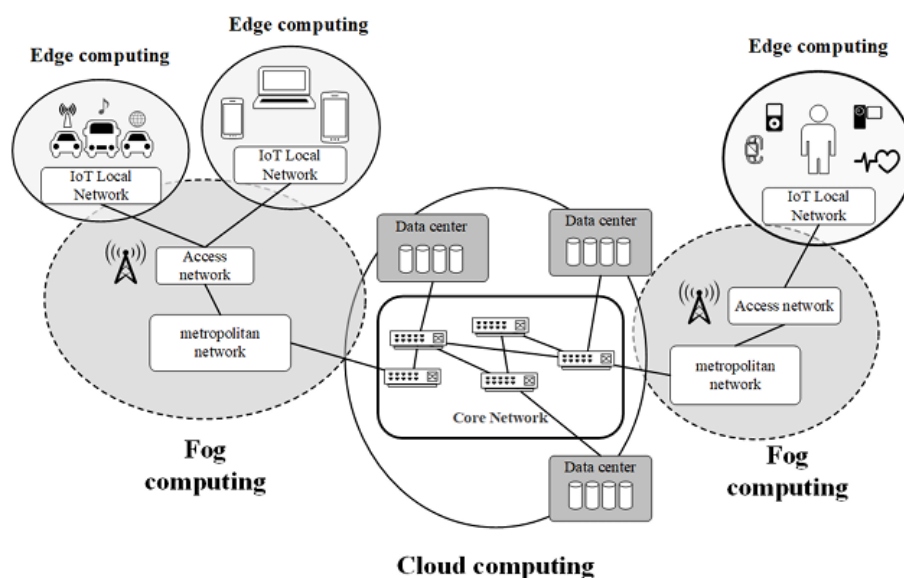 Edge computing
Edge computing
Edge computing
IoT Local
Network
IoT Local
Network
IoT Local
Network
Data center
Data center
Access
network
Access network
metropolitan
network
metropolitan
network
Core Network
Fog
computing
Fog
computing
Data center
Cloud computing